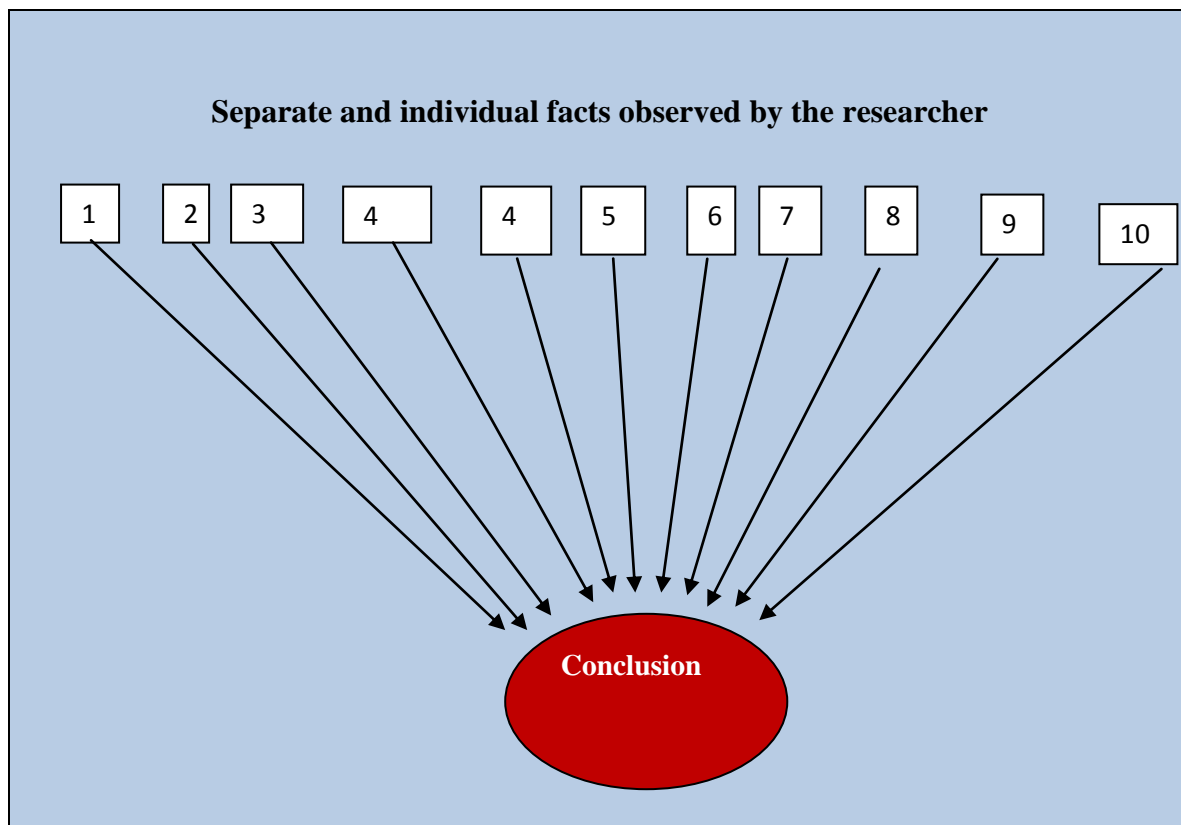 Separate and individual facts observed by the researcher
1 2 3 4 4 5 6 7 8 9 10
Conclusion